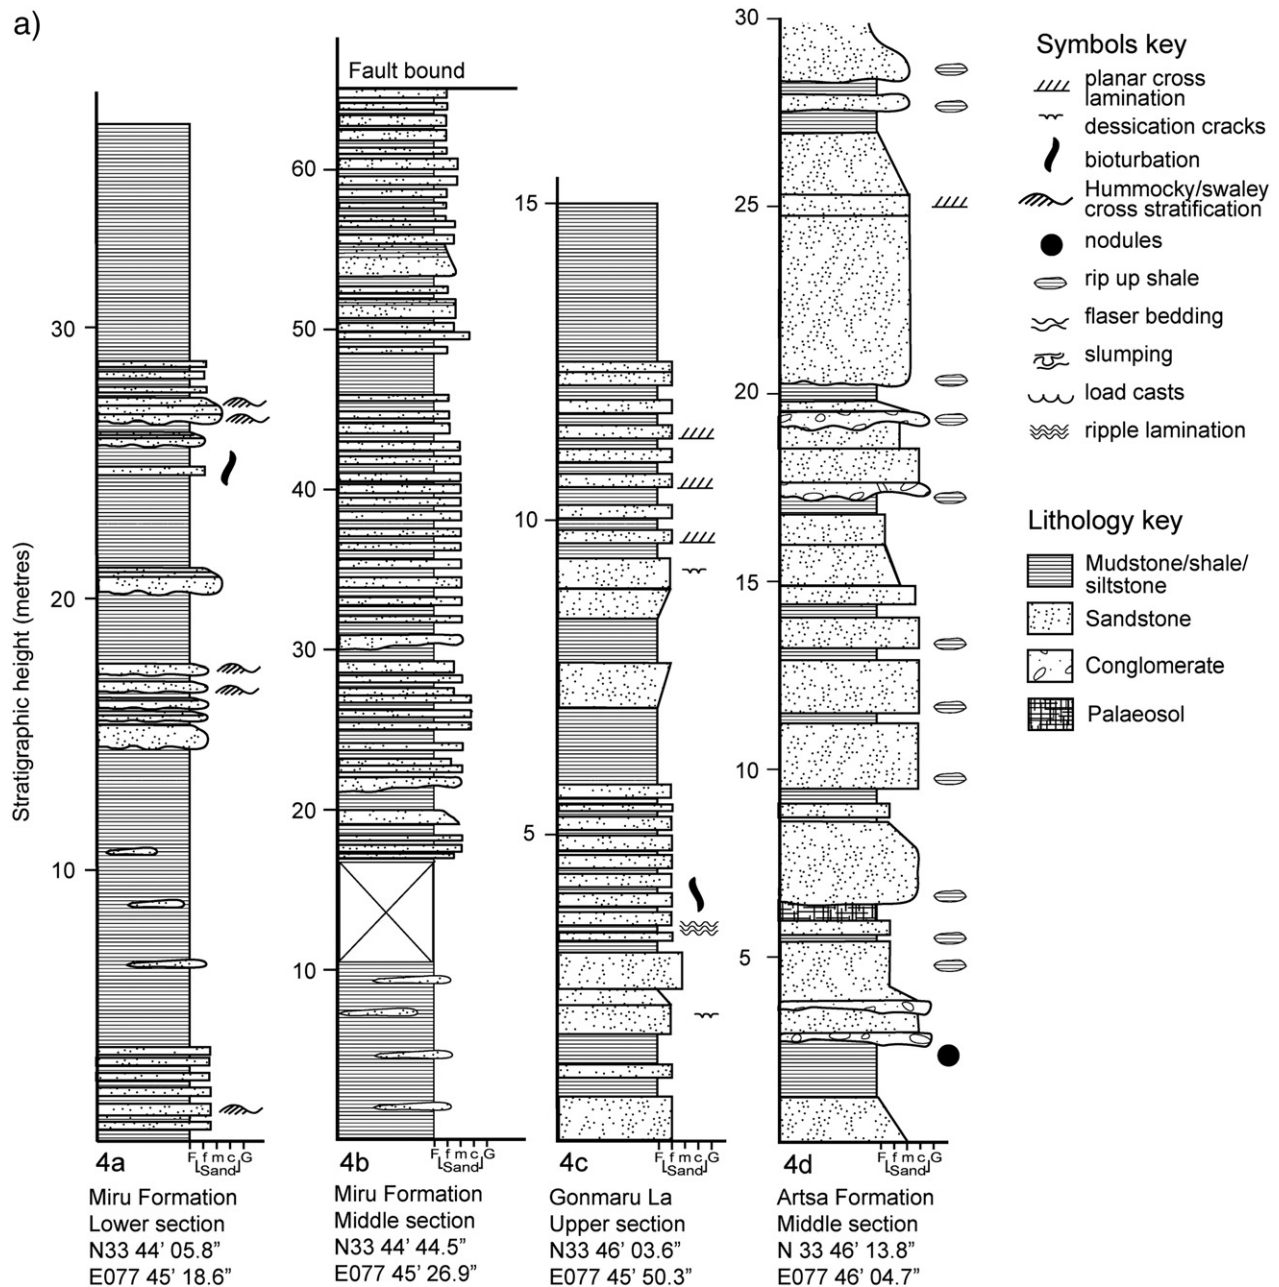 a)
Stratigraphic height (metres)
30
20
10
F f m c G
Sand
4a
Miru Formation
Lower section
N33 44’ 05.8”
E077 45’ 18.6”
Fault bound
60
50
40
30
20
10
F f m c G
Sand
4b
Miru Formation
Middle section
N33 44’ 44.5”
E077 45’ 26.9”
15
10
5
F f m c G
Sand
4c
Gonmaru La
Upper section
N33 46’ 03.6”
E077 45’ 50.3”
30
25
20
15
10
5
F f m c G
Sand
4d
Artsa Formation
Middle section
N 33 46’ 13.8”
E077 46’ 04.7”
Symbols key
planar cross
lamination
dessication cracks
bioturbation
Hummocky/swaley
cross stratification
nodules
rip up shale
flaser bedding
slumping
load casts
ripple lamination
Lithology key
Mudstone/shale/
siltstone
Sandstone
Conglomerate
Palaeosol